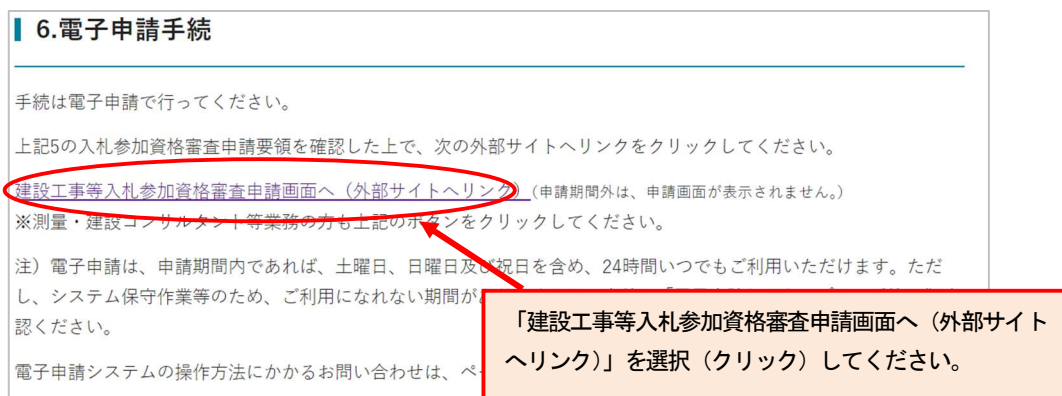 6.電子申請手続
手続は電子申請で行ってください。
上記5の入札参加資格審査申請要領を確認した上で、次の外部サイトへリンクをクリックしてください。
建設工事等入札参加資格審査申請画面へ（外部サイトへリンク）（申請期間外は、申請画面が表示されません。）
※測量・建設コンサルタント等業務の方も上記のボタンをクリックしてください。
注）電子申請は、申請期間内であれば、土曜日、日曜日及び祝日を含め、24時間いつでもご利用いただけます。ただ
し、システム保守作業等のため、ご利用になれない期間が
認ください。
電子申請システムの操作方法にかかるお問い合わせは、ペ
「建設工事等入札参加資格審査申請画面へ（外部サイト
へリンク）」を選択（クリック）してください。